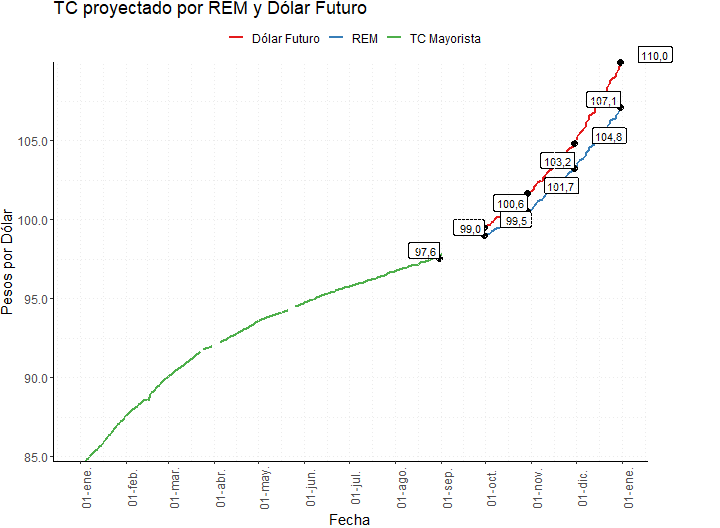 TC proyectado por REM y Dólar Futuro
Dólar Futuro REM TC Mayorista
110,0
107,1
105.0
104,8
103,2
101,7
100,6
100.0
99,5
99,0
97,6
95.0
90.0
85.0
Pesos por Dólar
01-ene. 01-feb. 01-mar. 01-abr. 01-may. 01-jun. 01-jul. 01-ago. 01-sep. 01-oct. 01-nov. 01-dic. 01-ene.
Fecha